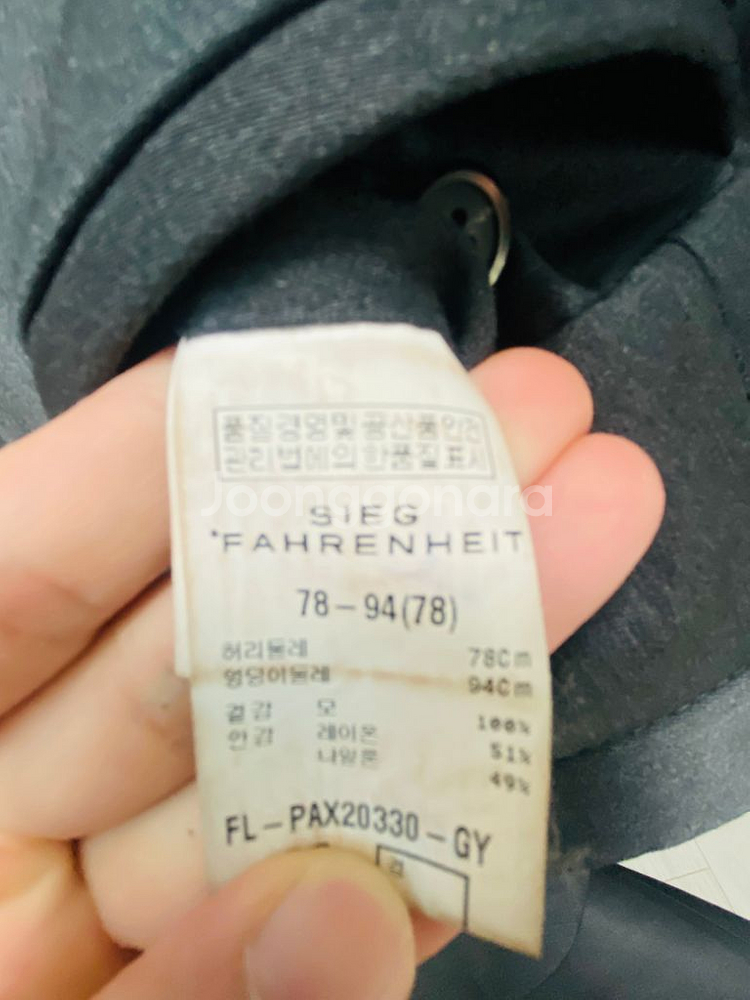 품질경영및공산품안전
관리법에의한품질표시
Joonggonara
SIEG
FAHRENHEIT
78-94(78)
허리둘레 78Cm
엉덩이둘레 94Cm
겉감 모 100%
안감 레이온 51%
나일론 49%
FL-PAX20330-GY